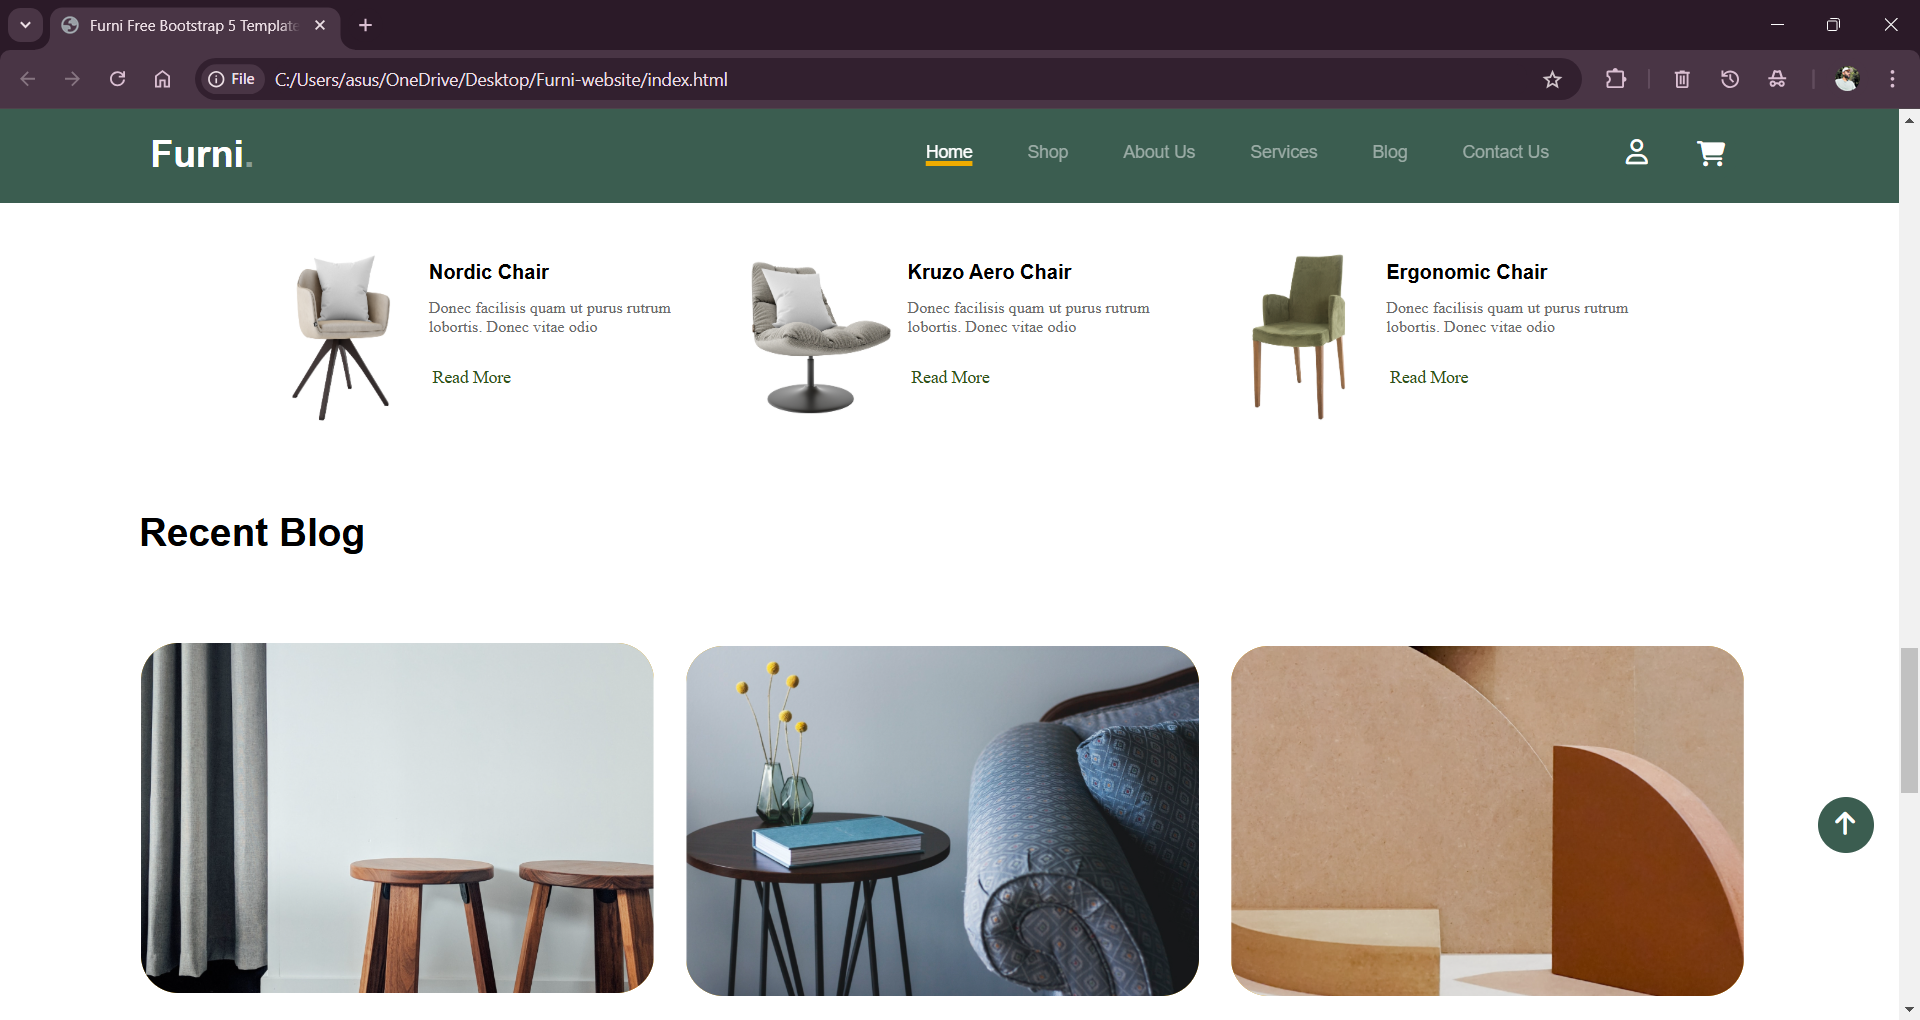 Furni Free Bootstrap 5 Template
File
C:/Users/asus/OneDrive/Desktop/Furni-website/index.html
Furni.
Home
Shop
About Us
Services
Blog
Contact Us
Nordic Chair
Donec facilisis quam ut purus rutrum
lobortis. Donec vitae odio
Read More
Kruzo Aero Chair
Donec facilisis quam ut purus rutrum
lobortis. Donec vitae odio
Read More
Ergonomic Chair
Donec facilisis quam ut purus rutrum
lobortis. Donec vitae odio
Read More
Recent Blog